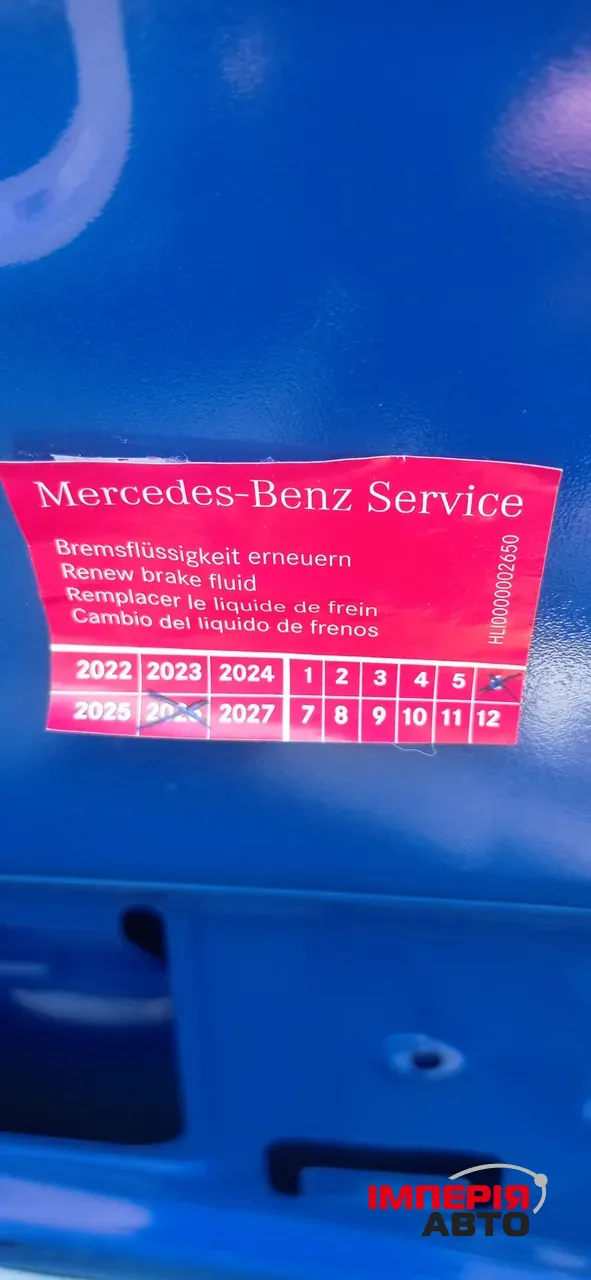 Mercedes-Benz Service
Bremsflüssigkeit erneuern
Renew brake fluid
Remplacer le liquide de frein
Cambio del liquido de frenos
HLI0000002650
2022 2023 2024 1 2 3 4 5 6
2025 2026 2027 7 8 9 10 11 12
ІМПЕРІЯ
АВТО